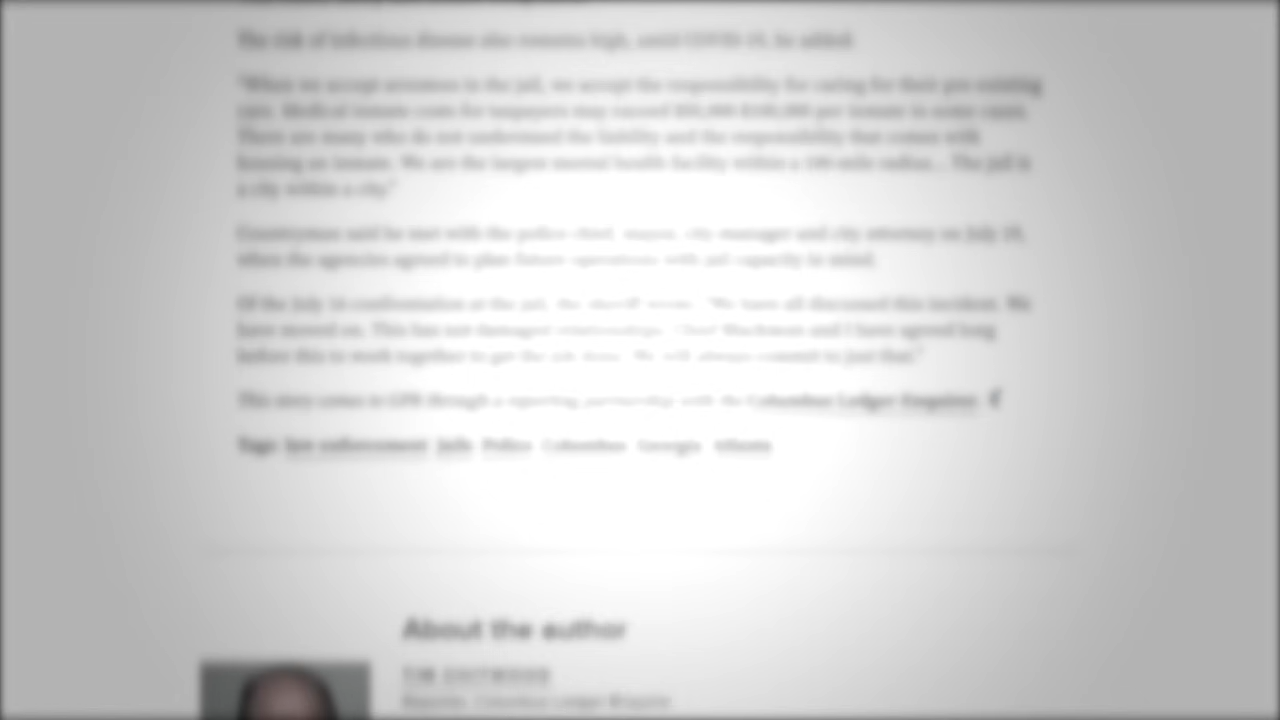 The risk of infectious disease also remains high, amid COVID-19, he added:
"When we accept arrestees in the jail, we accept the responsibility for caring for their pre-existing
care. Medical inmate costs for taxpayers may exceed per inmate in some cases.
There are many who do not understand the liability and the responsibility that comes with
housing an inmate. We are the largest mental health facility within a 100-mile radius... The jail is
a city within a city."
Countryman said he met with the police chief, mayor, city manager and city attorney on July
when the agencies agreed to plan future operations with jail capacity in mind.
Of the July 16 confrontation at the jail, the sheriff wrote: "We have all discussed this incident. We
have moved on. This has not damaged relationships. Chief Blackmon and I have agreed long
before this to work together to get the job done. We will always commit to just that."
This story comes to GPB through a reporting partnership with the Columbus Ledger-Enquirer.
Tags: law enforcement Jails Police Columbus Georgia Atlanta
About the author
TIM CHITWOOD
Reporter, Columbus Ledger-Enquirer